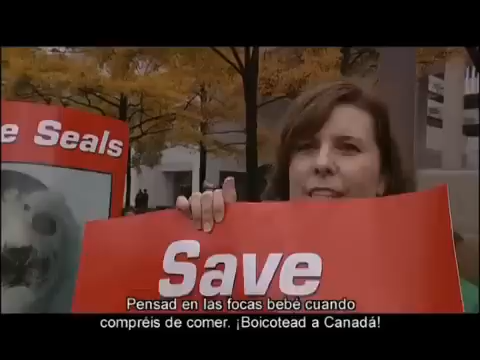 e Seals
Save
Pensad en las focas bebé cuando
compréis de comer. ¡Boicotead a Canadá!